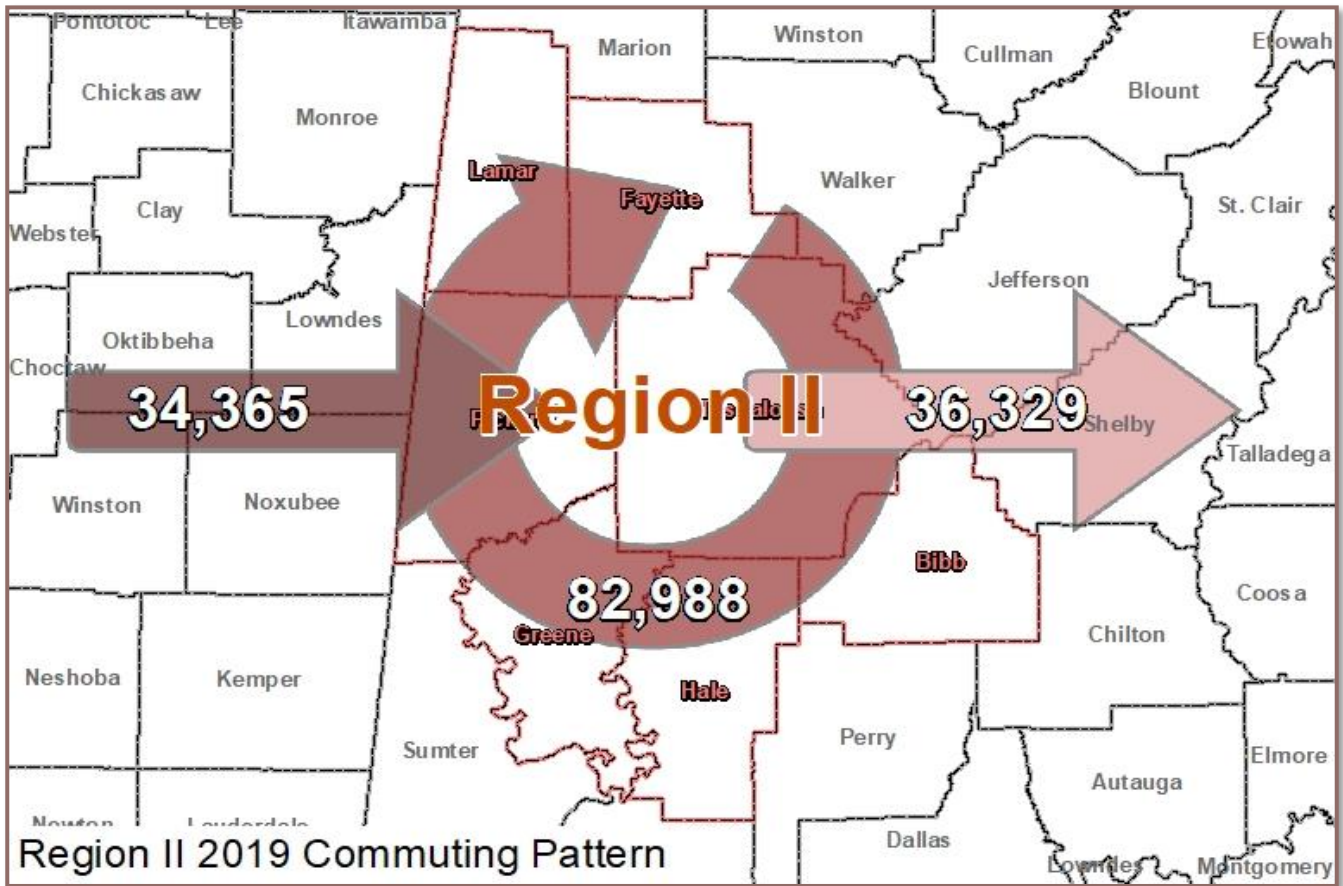 Pontotoc
Lee
Itawamba
Marion
Winston
Cullman
Etowah
Chickasaw
Monroe
Blount
Lamar
Fayette
Walker
Clay
St. Clair
Webster
Jefferson
Lowndes
Oktibbeha
Choctaw
34,365
Region II
36,329
Shelby
Talladega
Winston
Noxubee
Bibb
82,988
Coosa
Greene
Chilton
Neshoba
Kemper
Hale
Sumter
Perry
Elmore
Autauga
Newton
Lauderdale
Dallas
Region II 2019 Commuting Pattern
Lowndes
Montgomery